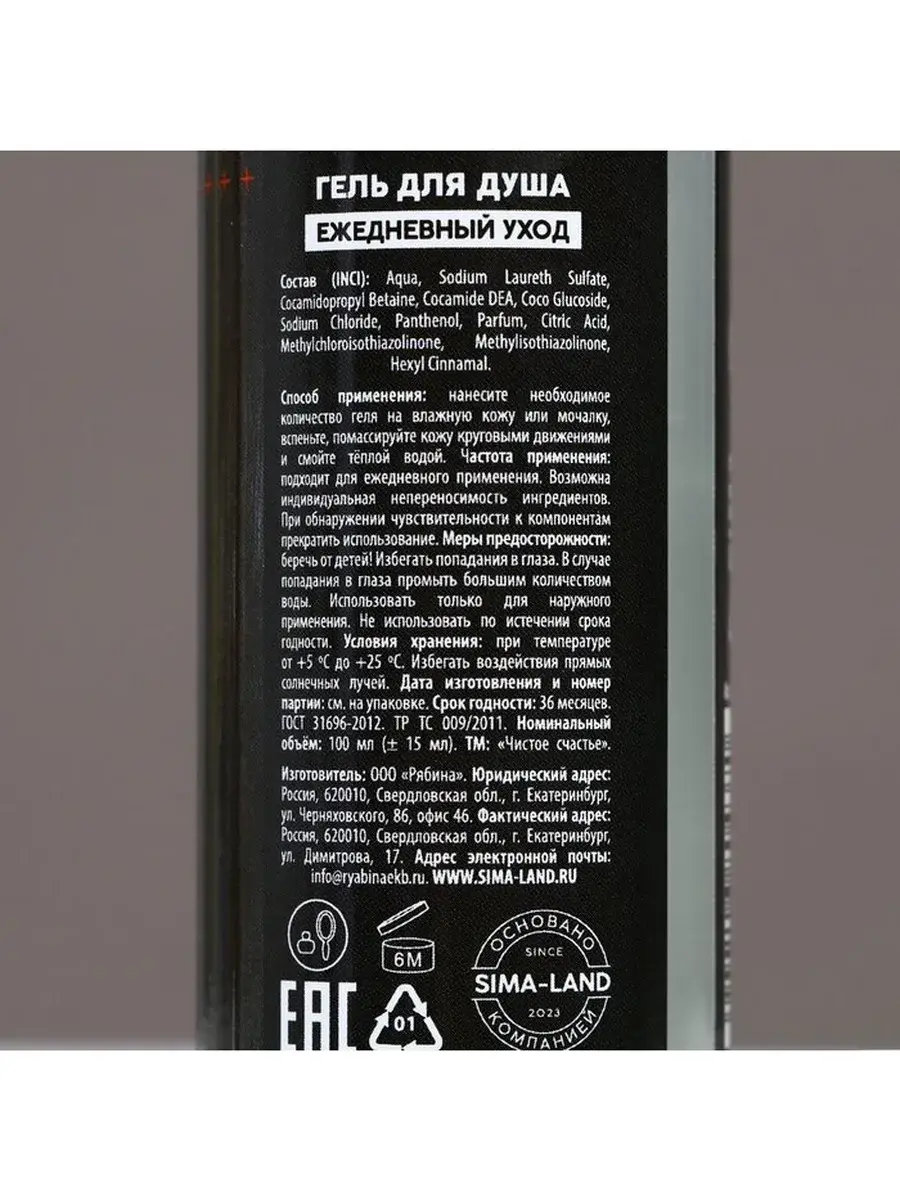 + + +
ГЕЛЬ ДЛЯ ДУША
ЕЖЕДНЕВНЫЙ УХОД
Состав (INCI): Aqua, Sodium Laureth Sulfate,
Cocamidopropyl Betaine, Cocamide DEA, Coco Glucoside,
Sodium Chloride, Panthenol, Parfum, Citric Acid,
Methylchloroisothiazolinone, Methylisothiazolinone,
Hexyl Cinnamal.
Способ применения: нанесите необходимое
количество геля на влажную кожу или мочалку,
вспеньте, помассируйте кожу круговыми движениями
и смойте тёплой водой. Частота применения:
подходит для ежедневного применения. Возможна
индивидуальная непереносимость ингредиентов.
При обнаружении чувствительности к компонентам
прекратить использование. Меры предосторожности:
беречь от детей! Избегать попадания в глаза. В случае
попадания в глаза промыть большим количеством
воды. Использовать только для наружного
применения. Не использовать по истечении срока
годности. Условия хранения: при температуре
от +5 °С до +25 °С. Избегать воздействия прямых
солнечных лучей. Дата изготовления и номер
партии: см. на упаковке. Срок годности: 36 месяцев.
ГОСТ 31696-2012. ТР ТС 009/2011. Номинальный
объём: 100 мл (± 15 мл). ТМ: «Чистое счастье».
Изготовитель: ООО «Рябина». Юридический адрес:
Россия, 620010, Свердловская обл., г. Екатеринбург,
ул. Черняховского, 86, офис 46. Фактический адрес:
Россия, 620010, Свердловская обл., г. Екатеринбург,
ул. Димитрова, 17. Адрес электронной почты:
info@ryabinaekb.ru. WWW.SIMA-LAND.RU
6M
ОСНОВАНО
SINCE
SIMA-LAND
2023
КОМПАНИЕЙ
EAC
01